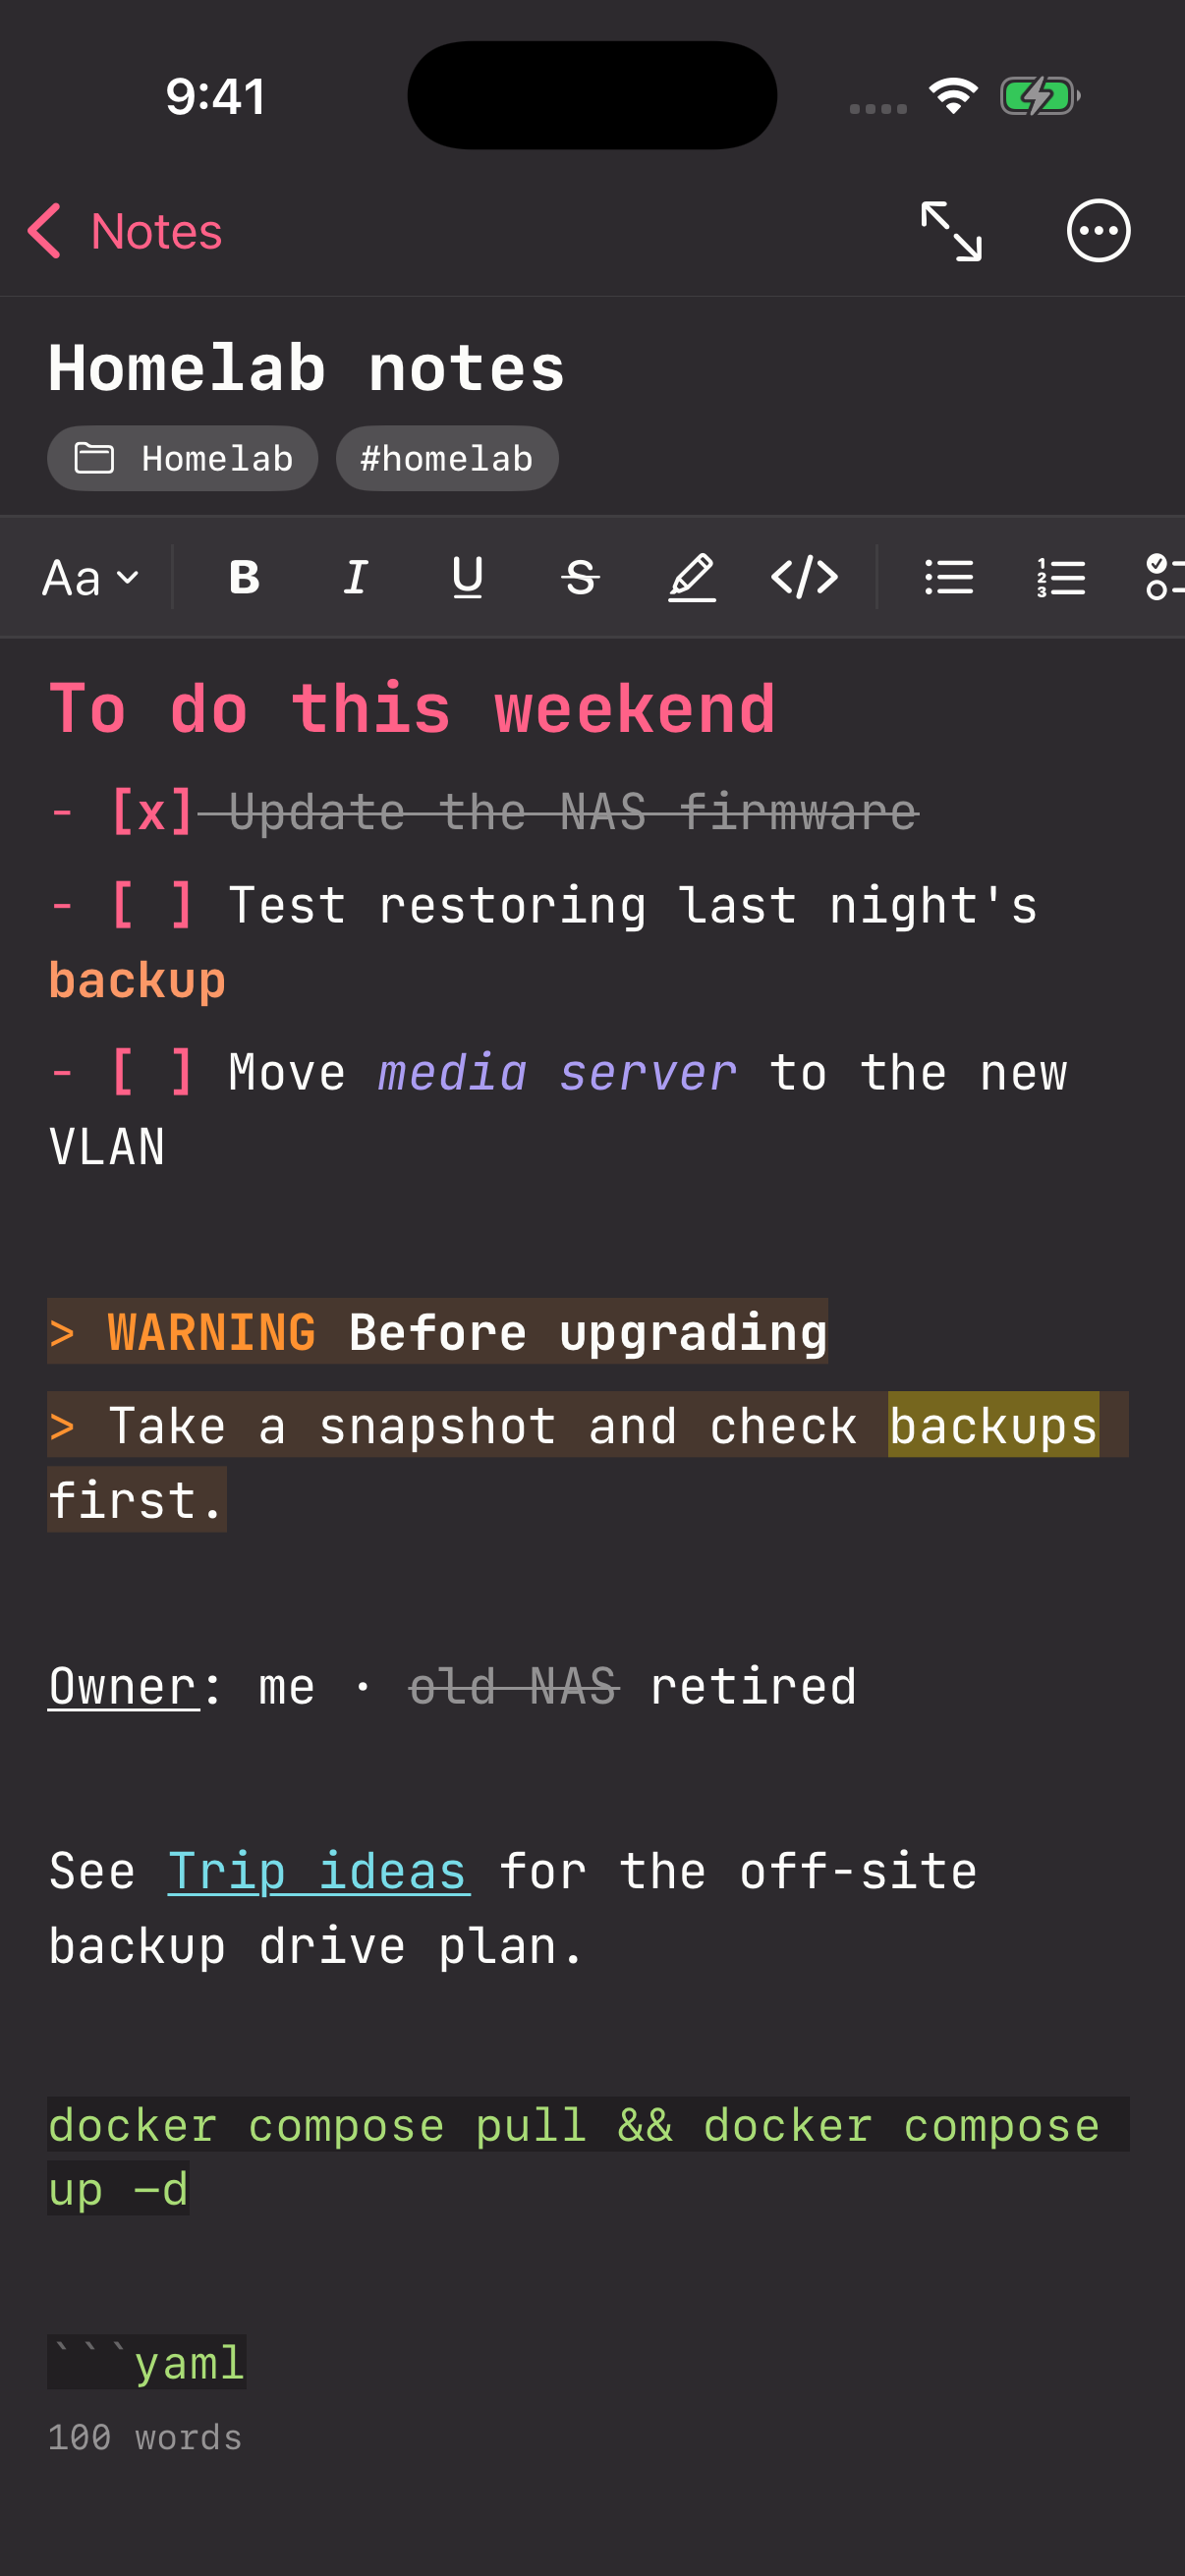 9:41
Notes
Homelab notes
Homelab #homelab
Aa B I U S </> 1 2 3
To do this weekend
- [x] Update the NAS firmware
- [ ] Test restoring last night's
backup
- [ ] Move media server to the new
VLAN
> WARNING Before upgrading
> Take a snapshot and check backups
first.
Owner: me · old NAS retired
See Trip ideas for the off-site
backup drive plan.
docker compose pull && docker compose
up -d
```yaml
100 words